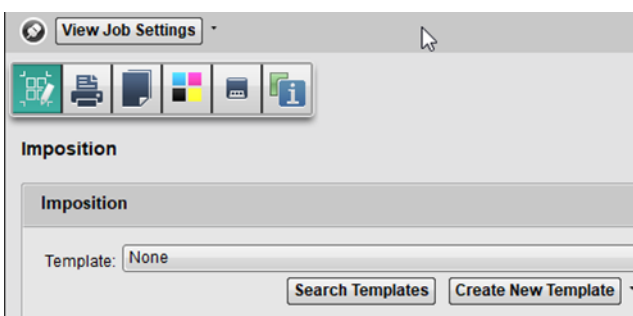 View Job Settings
Imposition
Imposition
Template: None
Search Templates Create New Template